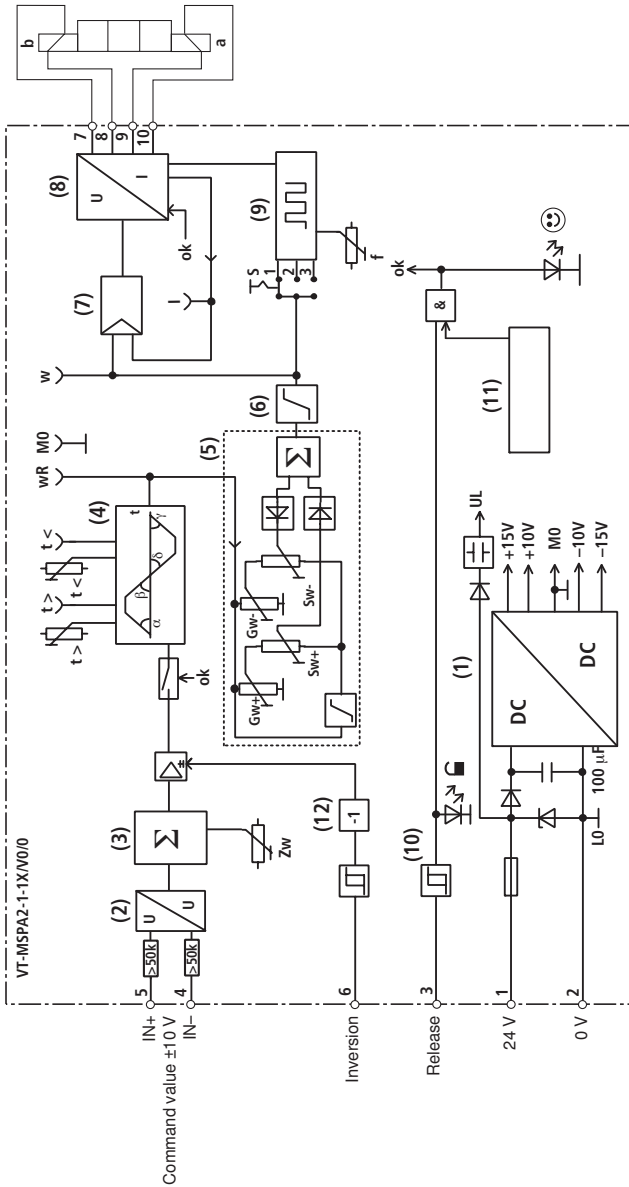 VT-MSPA2-1-1X/V0/0
Command value ±10 V
IN+
IN−
5
4
>50k
>50k
(2)
U
U
(3)
Σ
Zw
#
ok
t >
t >
t <
t <
(4)
α
β
δ
γ
t
wR
M0
w
(5)
Gw+
Sw+
Gw-
Sw-
Σ
(6)
(7)
I
ok
(8)
U
I
7
8
9
10
b
a
S
1
2
3
(9)
f
Inversion
6
(12)
-1
Release
3
(10)
&
ok
(11)
24 V
1
0 V
2
L0
100 µF
(1)
DC
DC
UL
+15V
+10V
M0
−10V
−15V